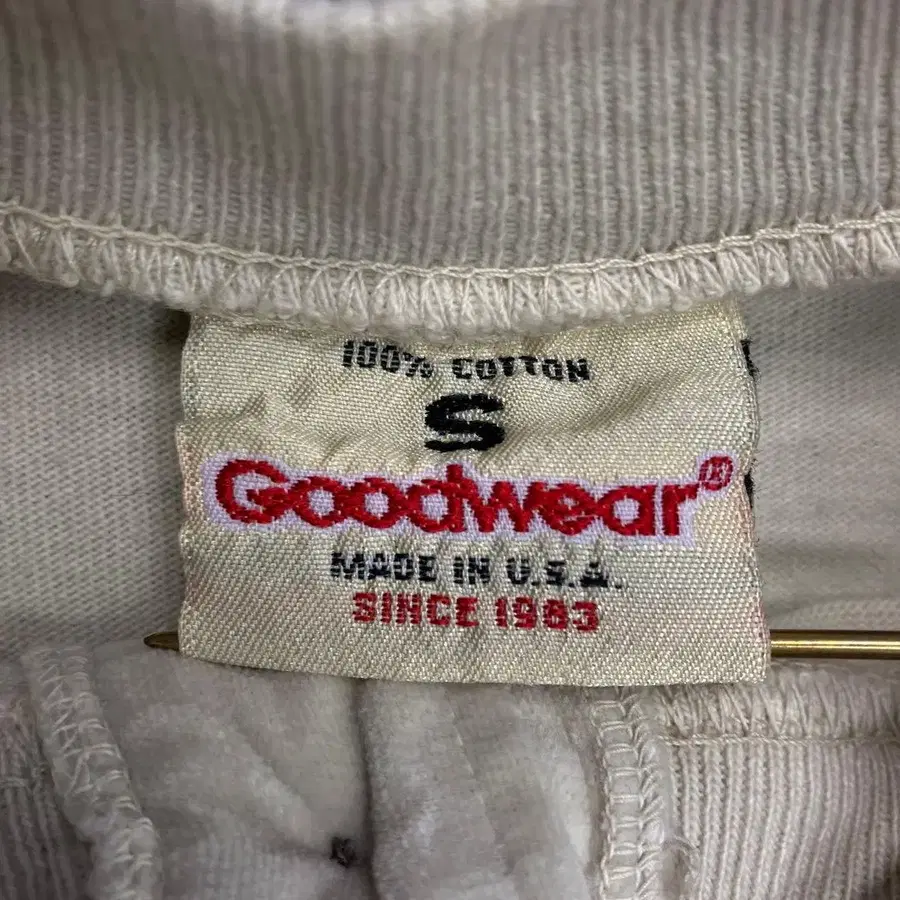 100% COTTON
S
Goodwear®
MADE IN U.S.A.
SINCE 1983